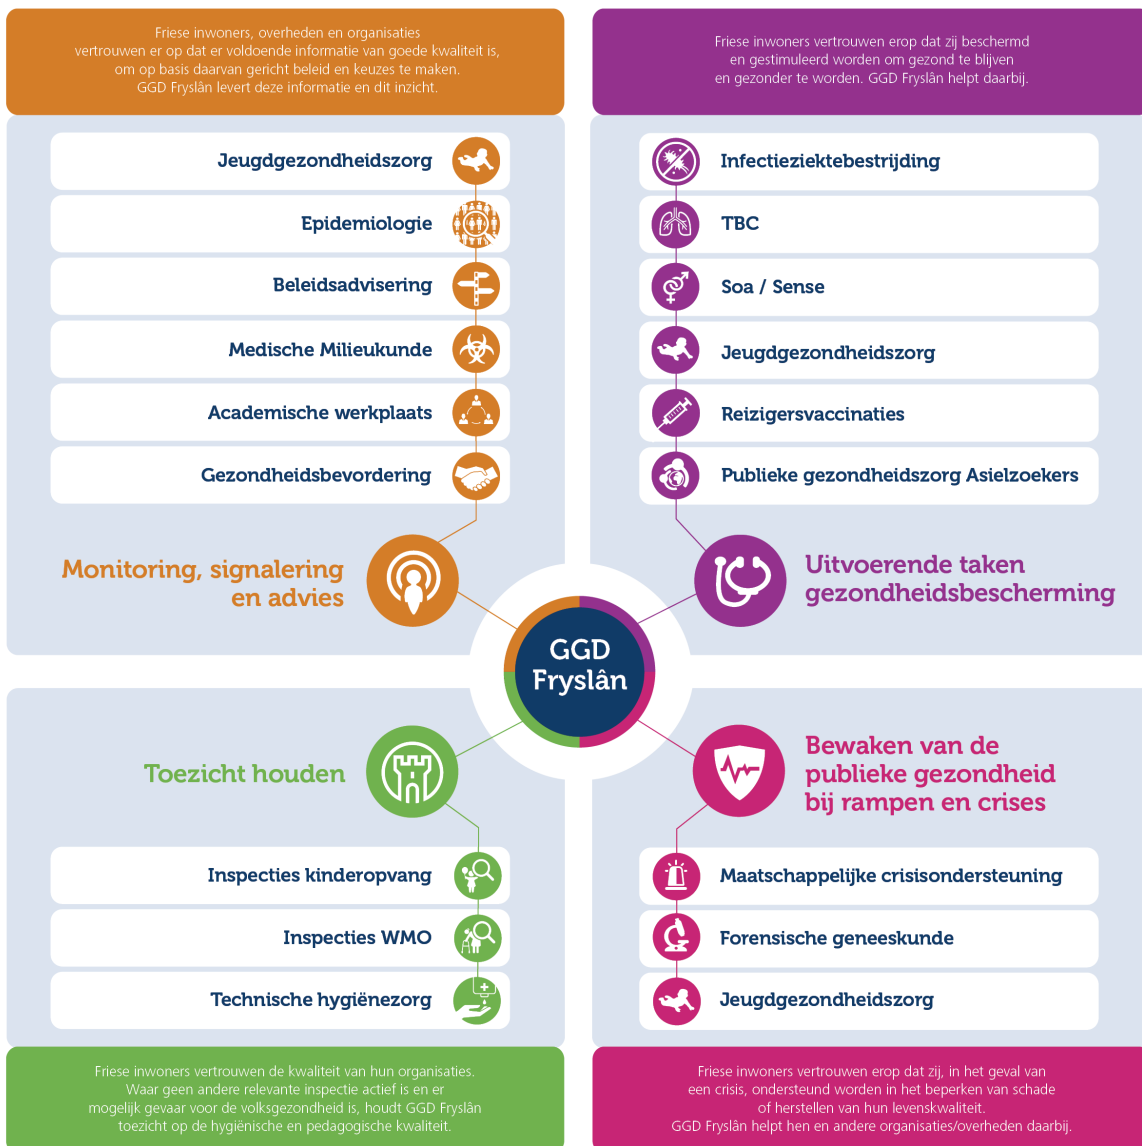 Friese inwoners, overheden en organisaties
vertrouwen er op dat er voldoende informatie van goede kwaliteit is,
om op basis daarvan gericht beleid en keuzes te maken.
GGD Fryslân levert deze informatie en dit inzicht.
Jeugdgezondheidszorg
Epidemiologie
Beleidsadvisering
Medische Milieukunde
Academische werkplaats
Gezondheidsbevordering
Monitoring, signalering
en advies
Friese inwoners vertrouwen erop dat zij beschermd
en gestimuleerd worden om gezond te blijven
en gezonder te worden. GGD Fryslân helpt daarbij.
Infectieziektebestrijding
TBC
Soa / Sense
Jeugdgezondheidszorg
Reizigersvaccinaties
Publieke gezondheidszorg Asielzoekers
Uitvoerende taken
gezondheidsbescherming
GGD
Fryslân
Toezicht houden
Inspecties kinderopvang
Inspecties WMO
Technische hygiënezorg
Friese inwoners vertrouwen de kwaliteit van hun organisaties.
Waar geen andere relevante inspectie actief is en er
mogelijk gevaar voor de volksgezondheid is, houdt GGD Fryslân
toezicht op de hygiënische en pedagogische kwaliteit.
Bewaken van de
publieke gezondheid
bij rampen en crises
Maatschappelijke crisisondersteuning
Forensische geneeskunde
Jeugdgezondheidszorg
Friese inwoners vertrouwen erop dat zij, in het geval van
een crisis, ondersteund worden in het beperken van schade
of herstellen van hun levenskwaliteit.
GGD Fryslân helpt hen en andere organisaties/overheden daarbij.